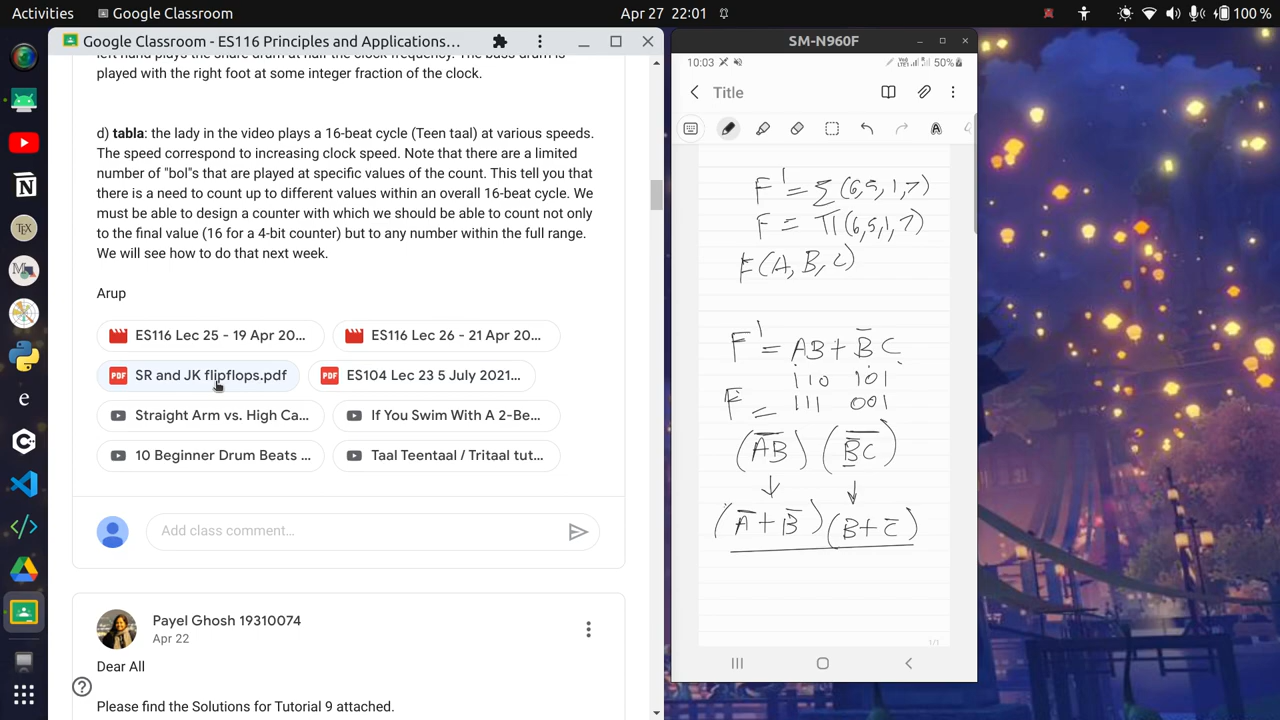 Activities
Google Classroom
Apr 27 22:01
100 %
Google Classroom - ES116 Principles and Applications…
played with the right foot at some integer fraction of the clock.
d) tabla: the lady in the video plays a 16-beat cycle (Teen taal) at various speeds.
The speed correspond to increasing clock speed. Note that there are a limited
number of "bol"s that are played at specific values of the count. This tell you that
there is a need to count up to different values within an overall 16-beat cycle. We
must be able to design a counter with which we should be able to count not only
to the final value (16 for a 4-bit counter) but to any number within the full range.
We will see how to do that next week.
Arup
ES116 Lec 25 - 19 Apr 20...
ES116 Lec 26 - 21 Apr 20...
PDF SR and JK flipflops.pdf
PDF ES104 Lec 23 5 July 2021...
Straight Arm vs. High Ca...
If You Swim With A 2-Be...
10 Beginner Drum Beats ...
Taal Teentaal / Tritaal tut...
Add class comment…
Payel Ghosh 19310074
Apr 22
Dear All
Please find the Solutions for Tutorial 9 attached.
SM-N960F
10:03
50%
Title
F' = Σ(6,5,1,7)
F = Π(6,5,1,7)
F(A, B, C)
F' = AB + B̅ C
110 101
F = 111 001
(A̅B̅) (B̅C̅)
(A̅ + B̅)(B + C̅)
1/1